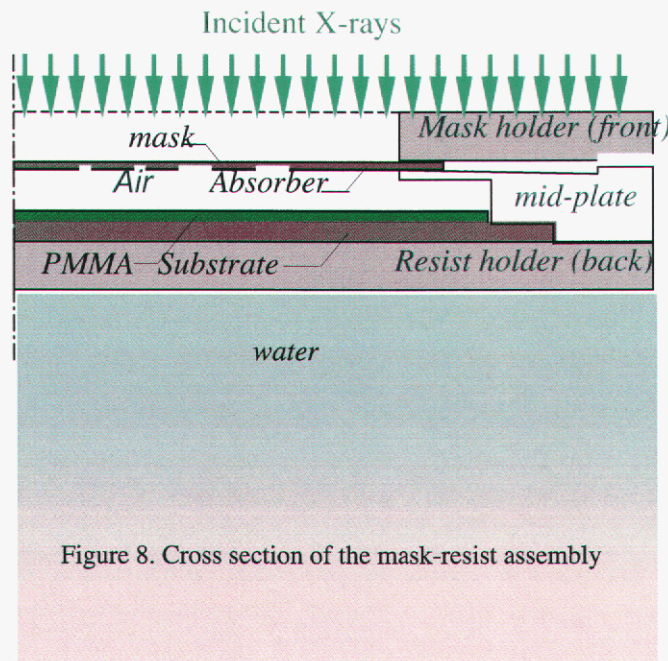 Incident X-rays
Mask holder (front)
mask
Air Absorber
mid-plate
PMMA Substrate Resist holder (back)
water
Figure 8. Cross section of the mask-resist assembly